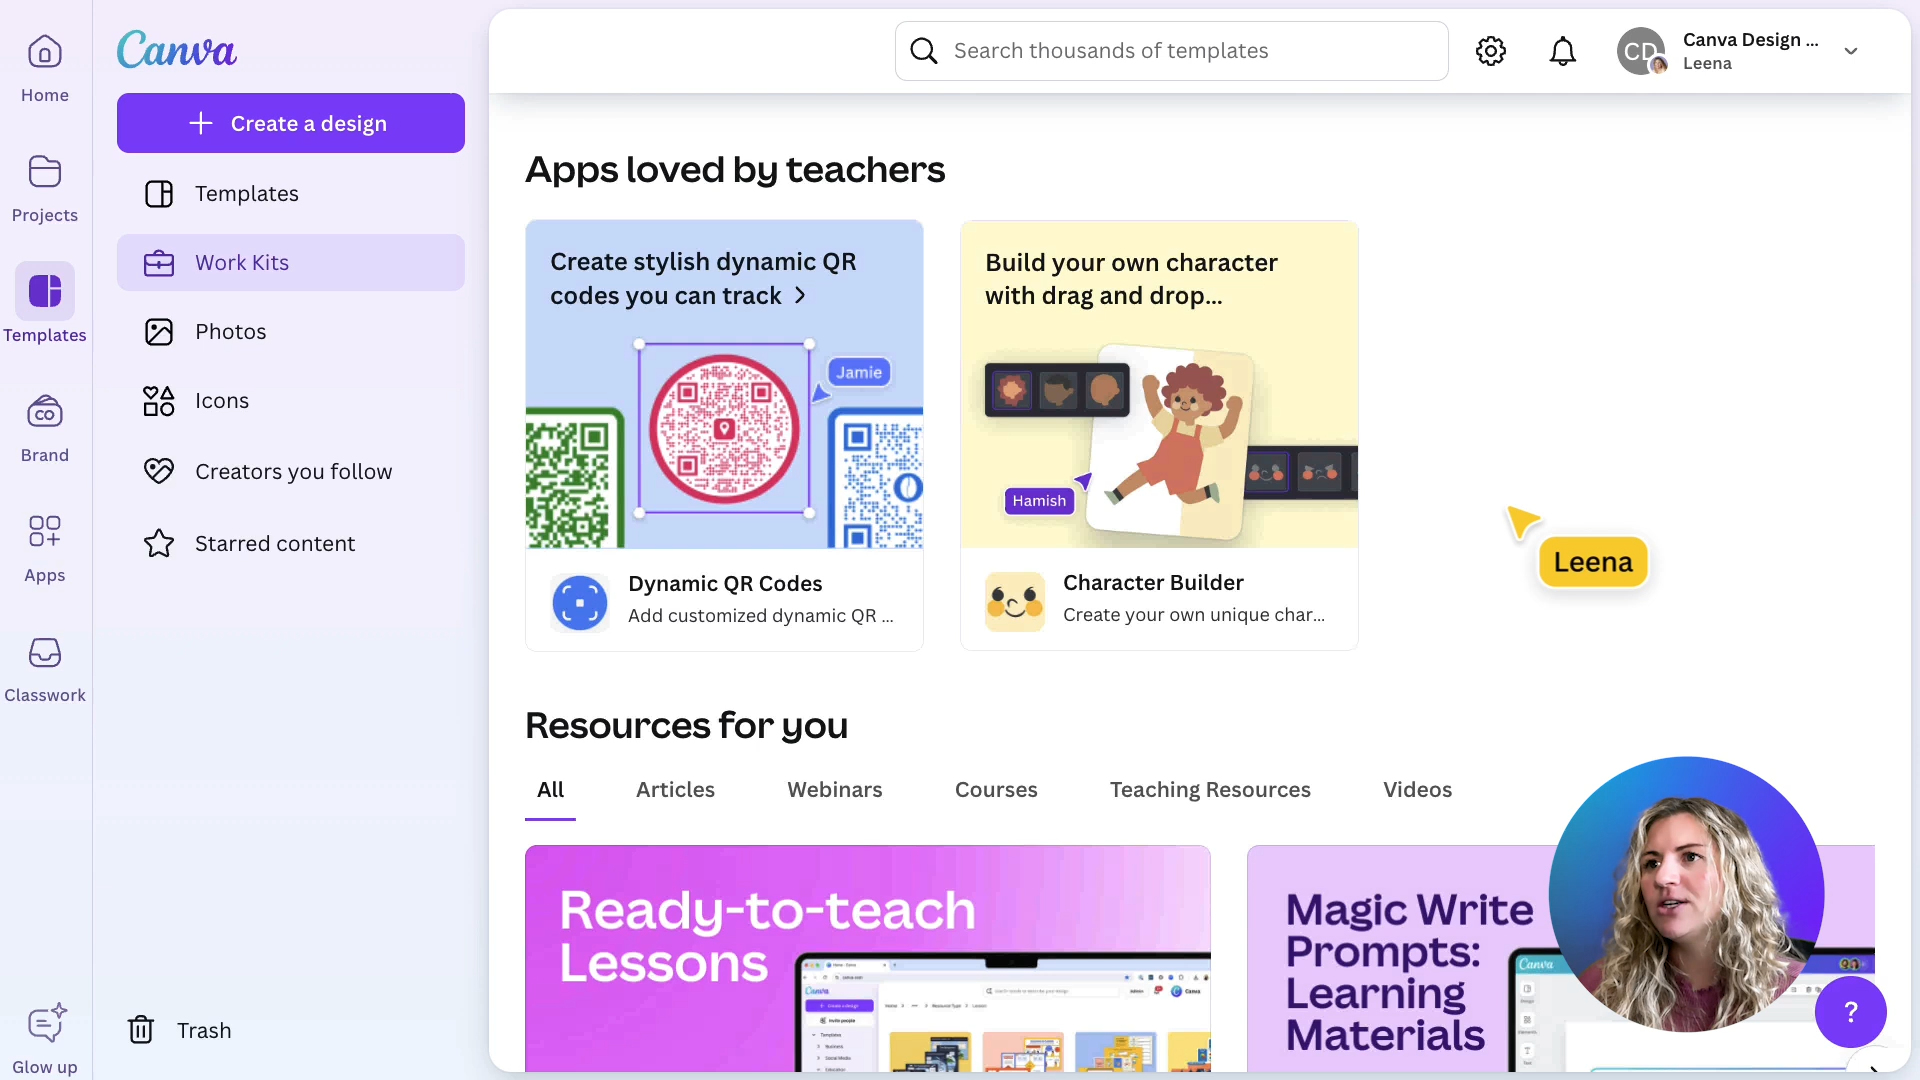 Home
Projects
Templates
Brand
Apps
Classwork
Glow up
Canva
Create a design
Templates
Work Kits
Photos
Icons
Creators you follow
Starred content
Trash
Search thousands of templates
CD
Canva Design ...
Leena
Apps loved by teachers
Create stylish dynamic QR
codes you can track
Jamie
Dynamic QR Codes
Add customized dynamic QR ...
Build your own character
with drag and drop...
Hamish
Character Builder
Create your own unique char...
Leena
Resources for you
All
Articles
Webinars
Courses
Teaching Resources
Videos
Ready-to-teach
Lessons
Canva
Magic Write
Prompts:
Learning
Materials
Canva
?